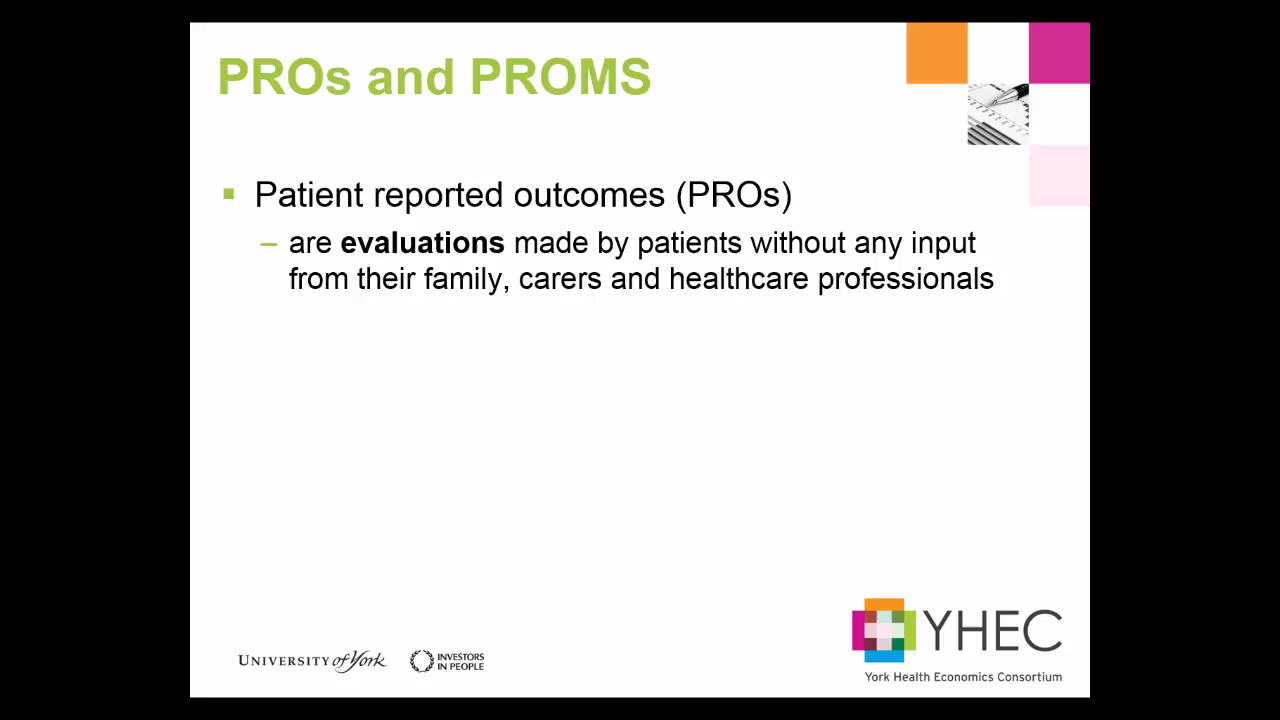 PROs and PROMS
Patient reported outcomes (PROs)
– are evaluations made by patients without any input
from their family, carers and healthcare professionals
UNIVERSITY of York
INVESTORS
IN PEOPLE
YHEC
York Health Economics Consortium